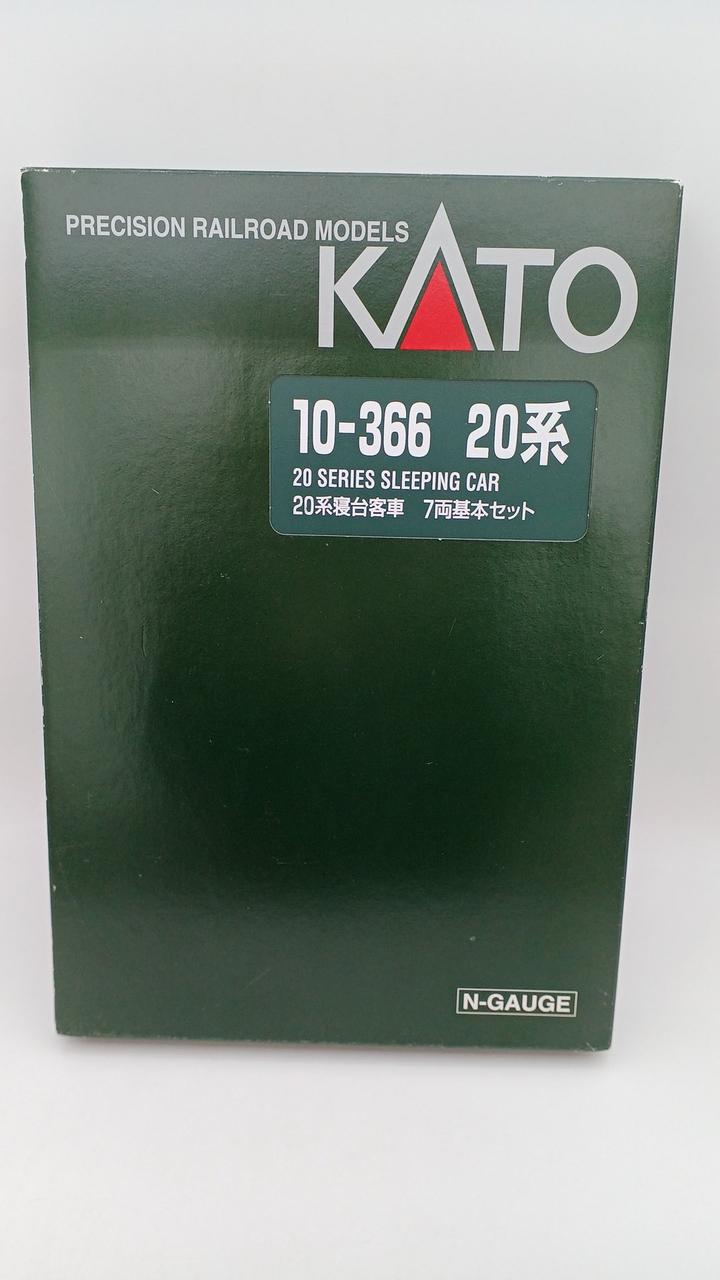 PRECISION RAILROAD MODELS
KATO
10-366 20系
20 SERIES SLEEPING CAR
20系寝台客車 7両基本セット
N-GAUGE